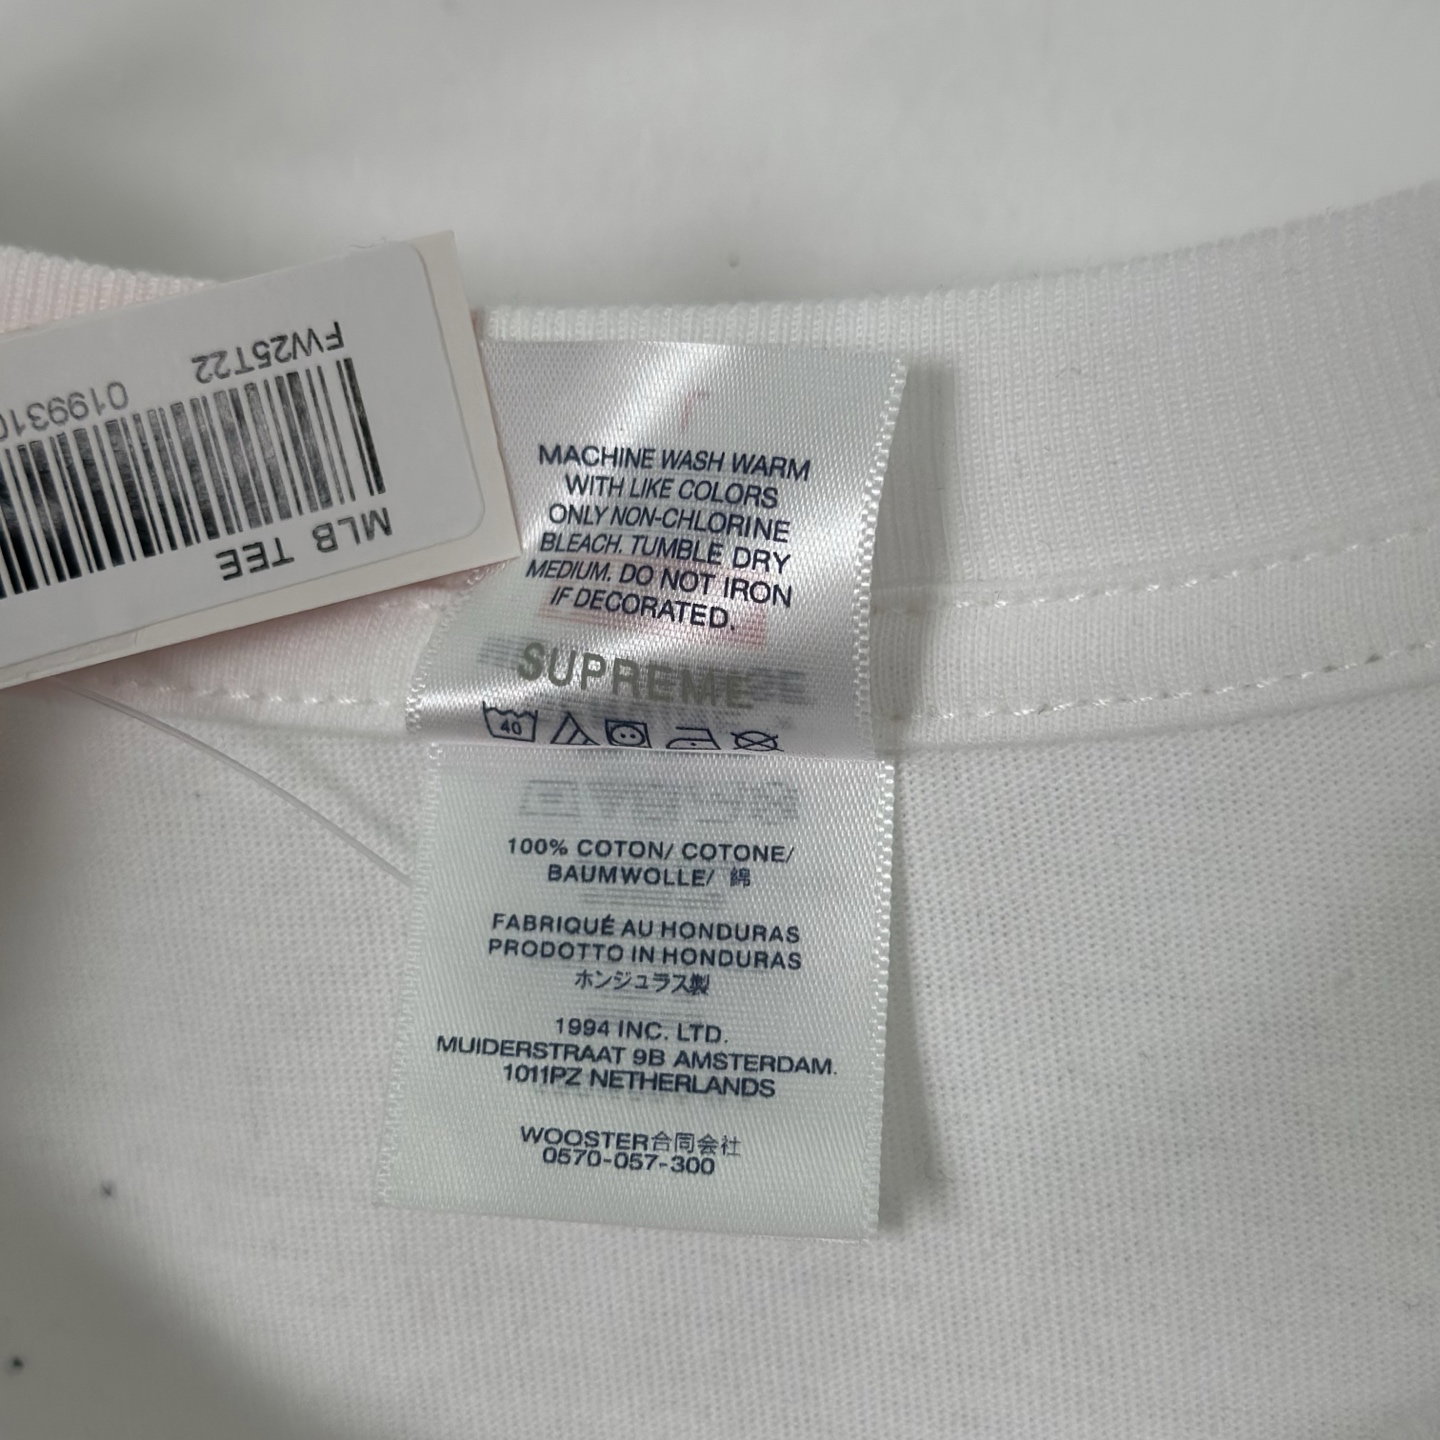 FW25T22
019931
MLB TEE
MACHINE WASH WARM
WITH LIKE COLORS
ONLY NON-CHLORINE
BLEACH. TUMBLE DRY
MEDIUM. DO NOT IRON
IF DECORATED.
SUPREME
40
100% COTON/ COTONE/
BAUMWOLLE/ 綿
FABRIQUÉ AU HONDURAS
PRODOTTO IN HONDURAS
ホンジュラス製
1994 INC. LTD.
MUIDERSTRAAT 9B AMSTERDAM.
1011PZ NETHERLANDS
WOOSTER合同会社
0570-057-300